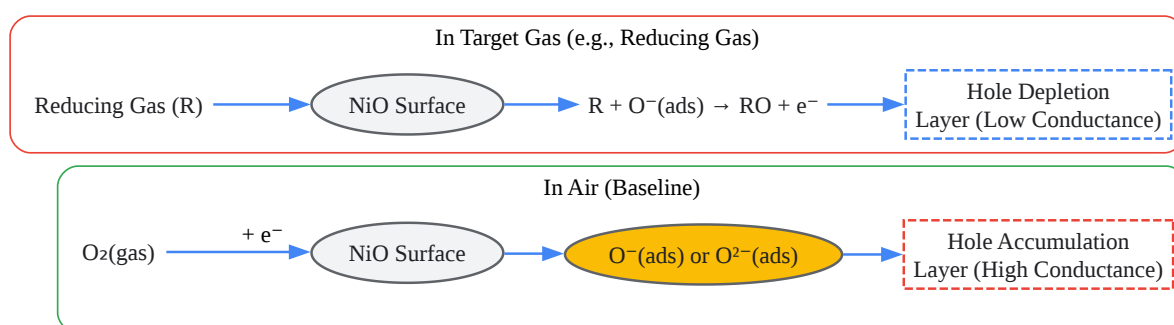 In Target Gas (e.g., Reducing Gas)
Reducing Gas (R)
NiO Surface
R + O⁻(ads) → RO + e⁻
Hole Depletion
Layer (Low Conductance)
In Air (Baseline)
O₂(gas)
+ e⁻
NiO Surface
O⁻(ads) or O²⁻(ads)
Hole Accumulation
Layer (High Conductance)